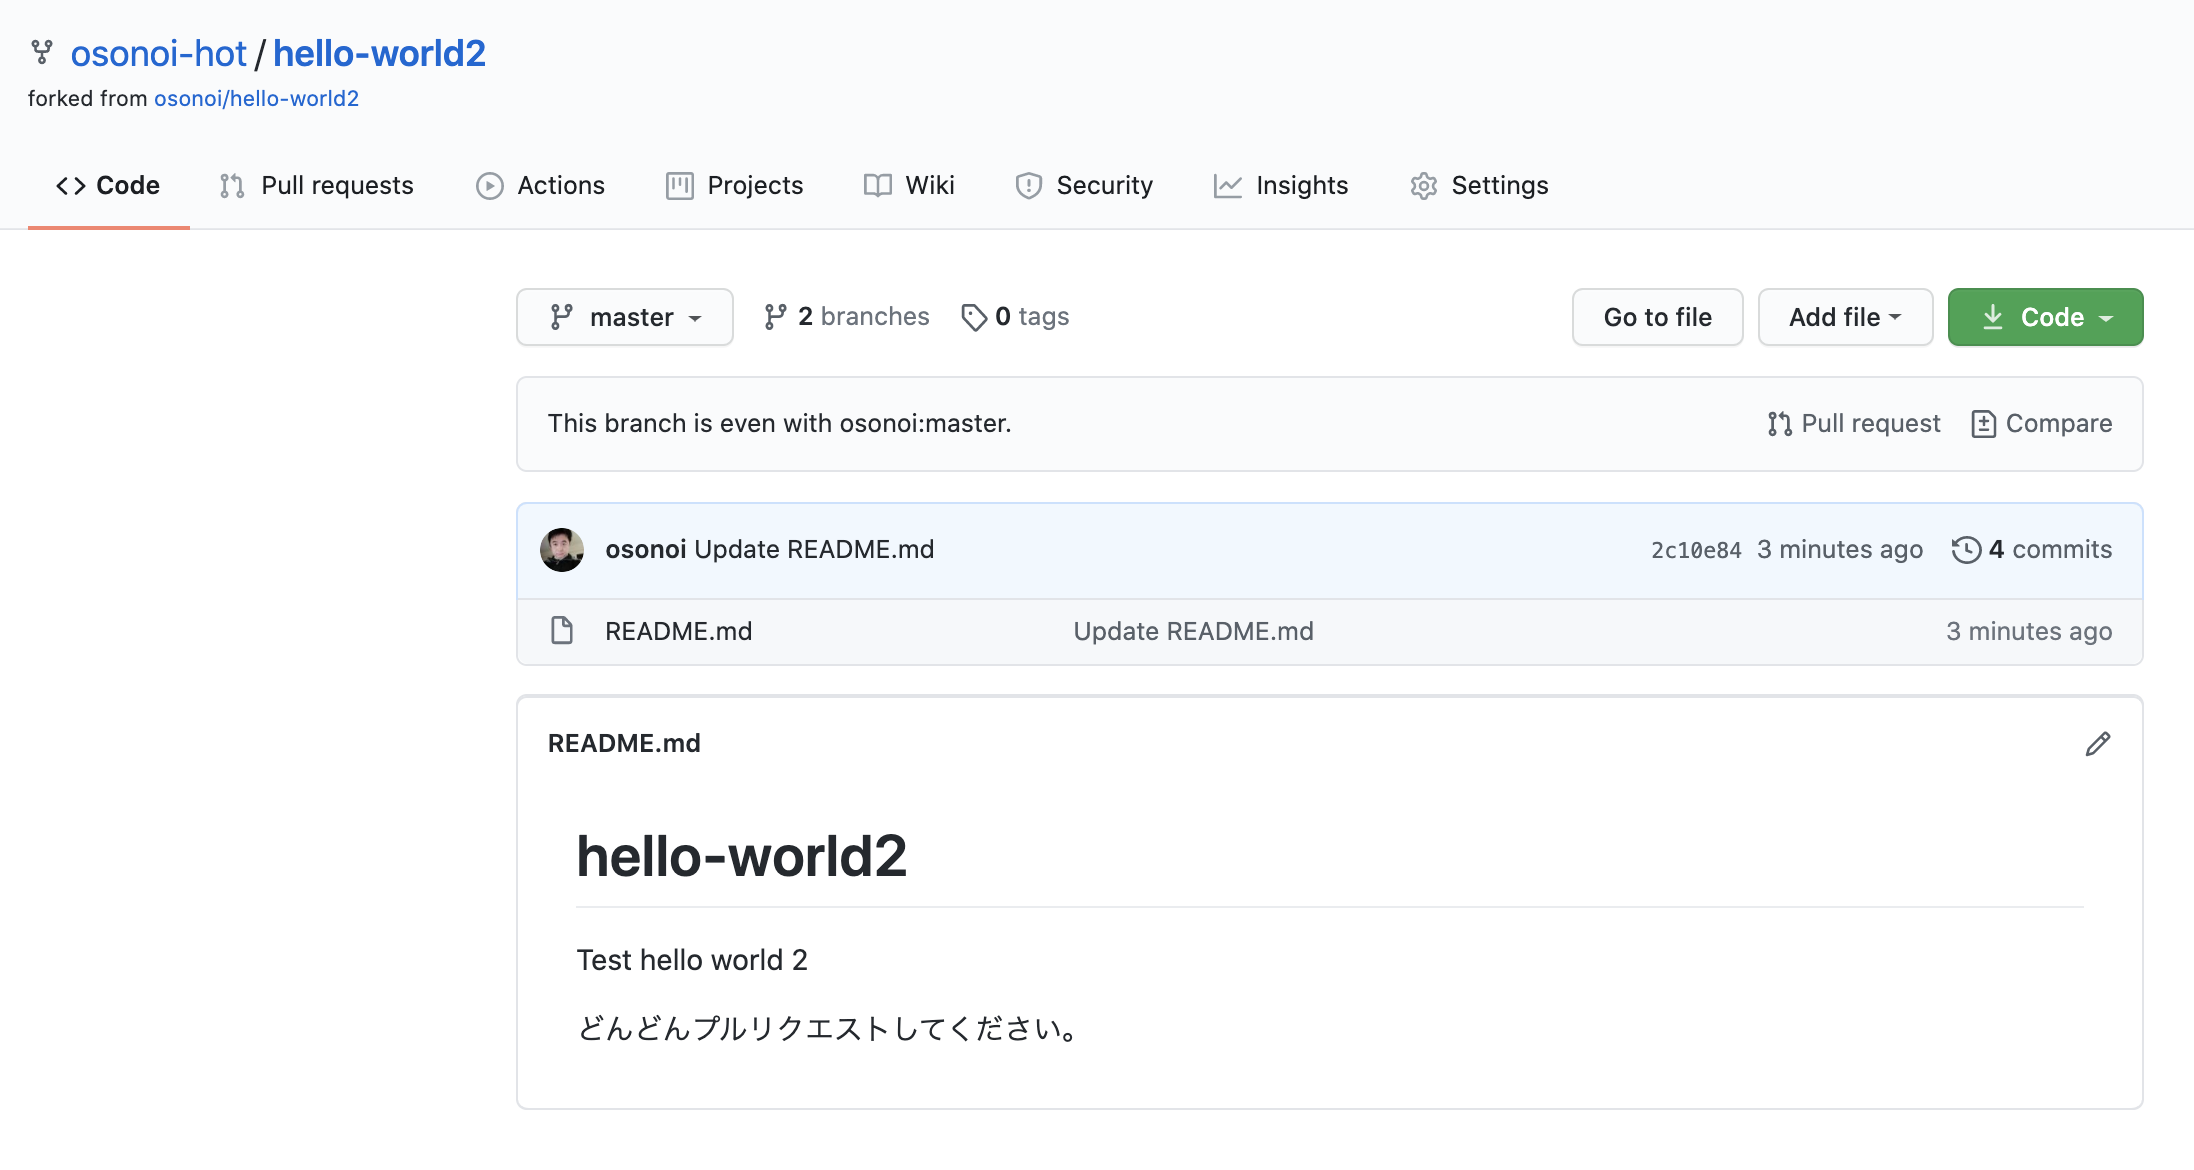 osonoi-hot / hello-world2
forked from osonoi/hello-world2
Code Pull requests Actions Projects Wiki Security Insights Settings
master 2 branches 0 tags Go to file Add file Code
This branch is even with osonoi:master. Pull request Compare
osonoi Update README.md 2c10e84 3 minutes ago 4 commits
README.md Update README.md 3 minutes ago
README.md
hello-world2
Test hello world 2
どんどんプルリクエストしてください。